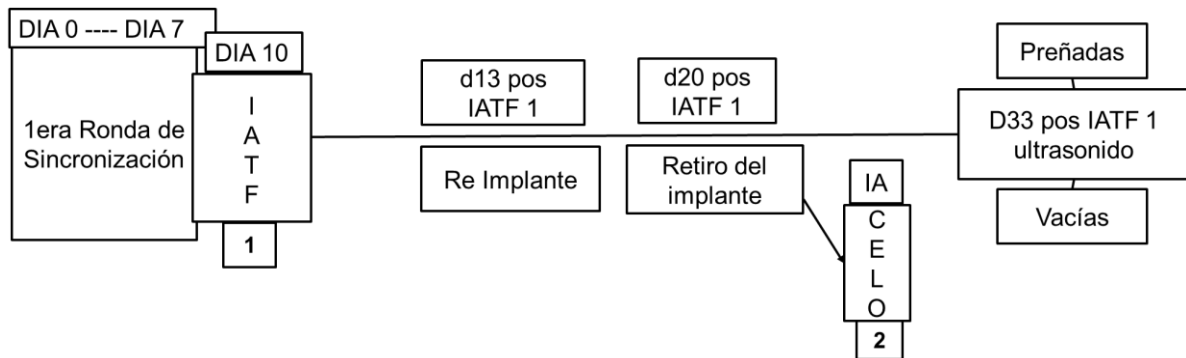 DIA 0 ---- DIA 7
1era Ronda de
Sincronización
DIA 10
I
A
T
F
1
d13 pos
IATF 1
Re Implante
d20 pos
IATF 1
Retiro del
implante
IA
C
E
L
O
2
Preñadas
D33 pos IATF 1
ultrasonido
Vacías